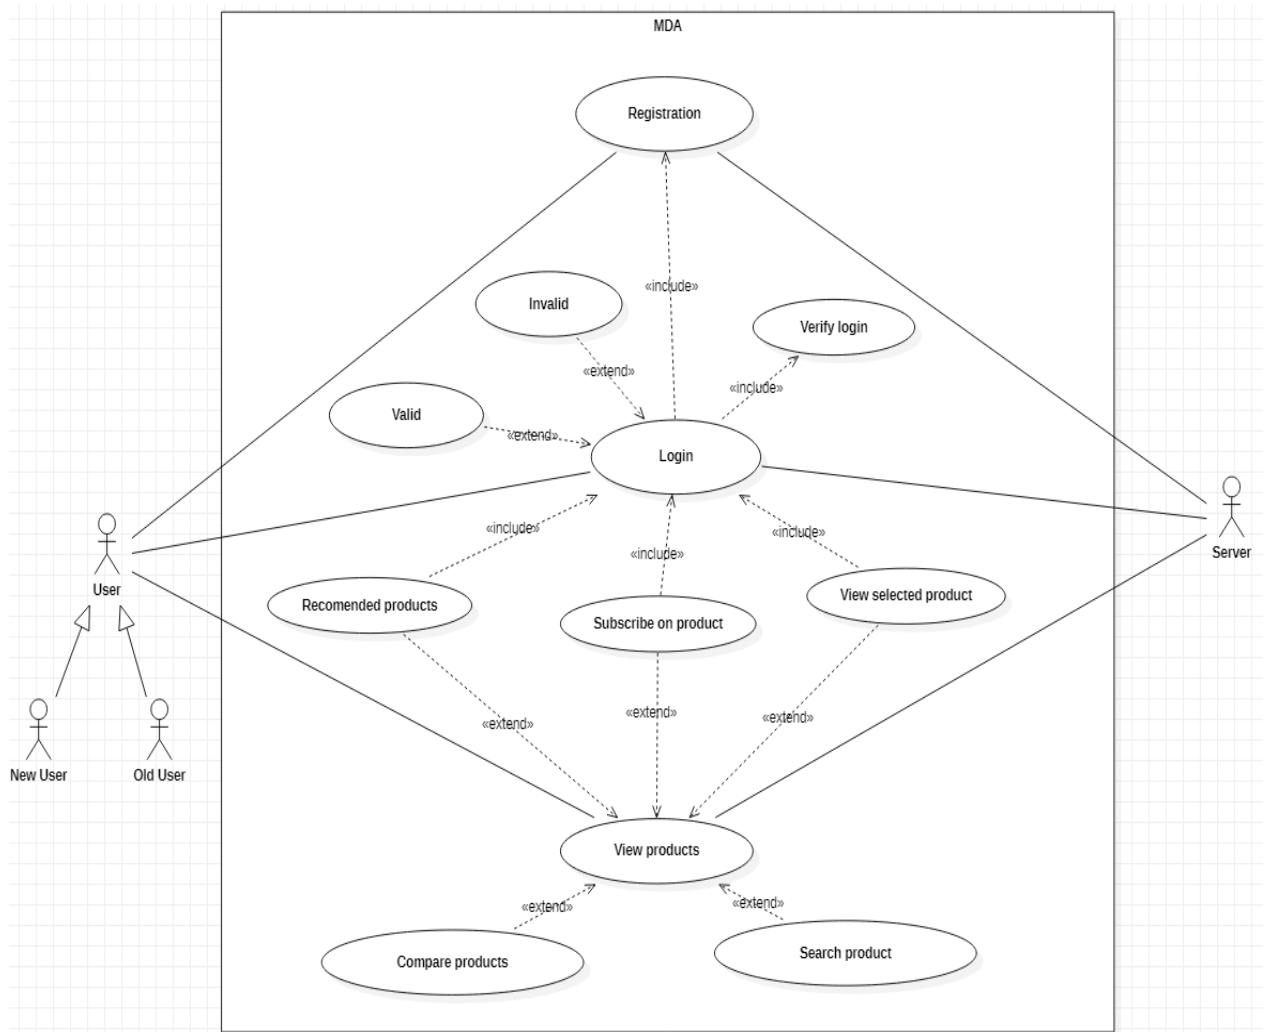 MDA
Registration
«include»
Invalid
Verify login
«extend»
«include»
Valid
«extend»
Login
«include»
«include»
«include»
User
Server
Recomended products
Subscribe on product
View selected product
«extend»
«extend»
«extend»
New User
Old User
View products
«extend»
«extend»
Compare products
Search product